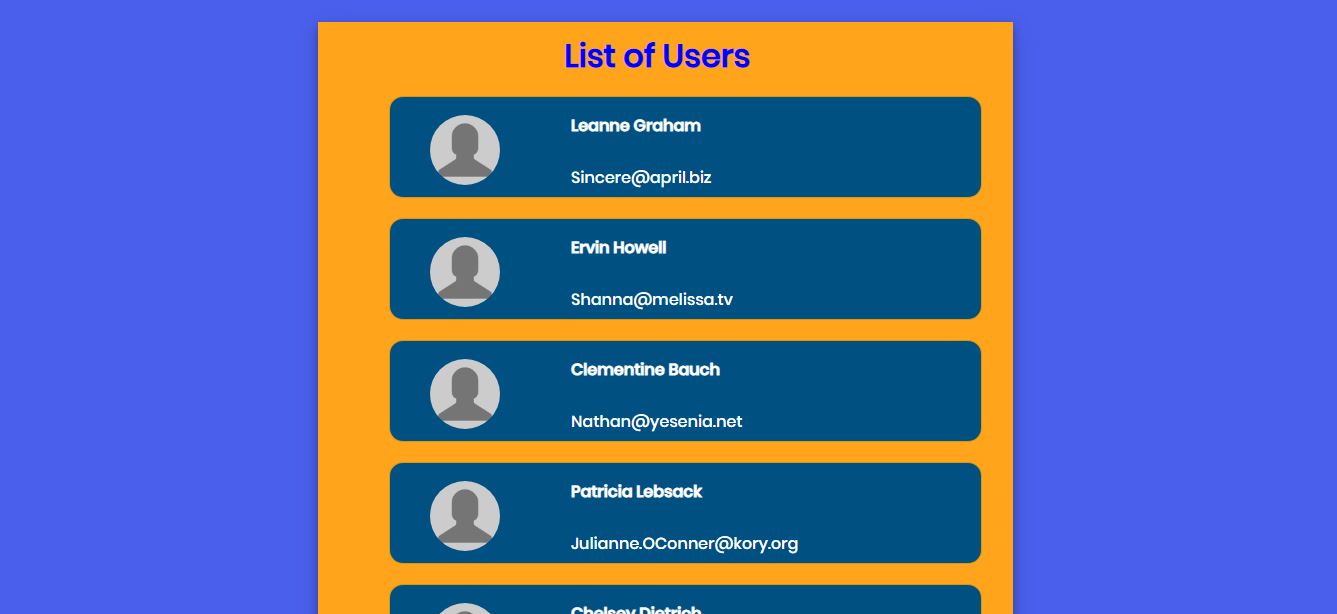 List of Users
Leanne Graham
Sincere@april.biz
Ervin Howell
Shanna@melissa.tv
Clementine Bauch
Nathan@yesenia.net
Patricia Lebsack
Julianne.OConner@kory.org
Chelsey Dietrich